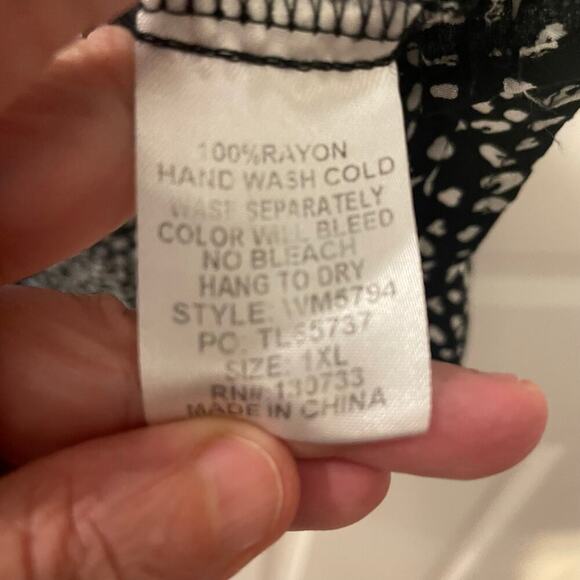 100%RAYON
HAND WASH COLD
WASH SEPARATELY
COLOR WILL BLEED
NO BLEACH
HANG TO DRY
STYLE: WM5794
PO: TL55737
SIZE: 1XL
RN#:130733
MADE IN CHINA